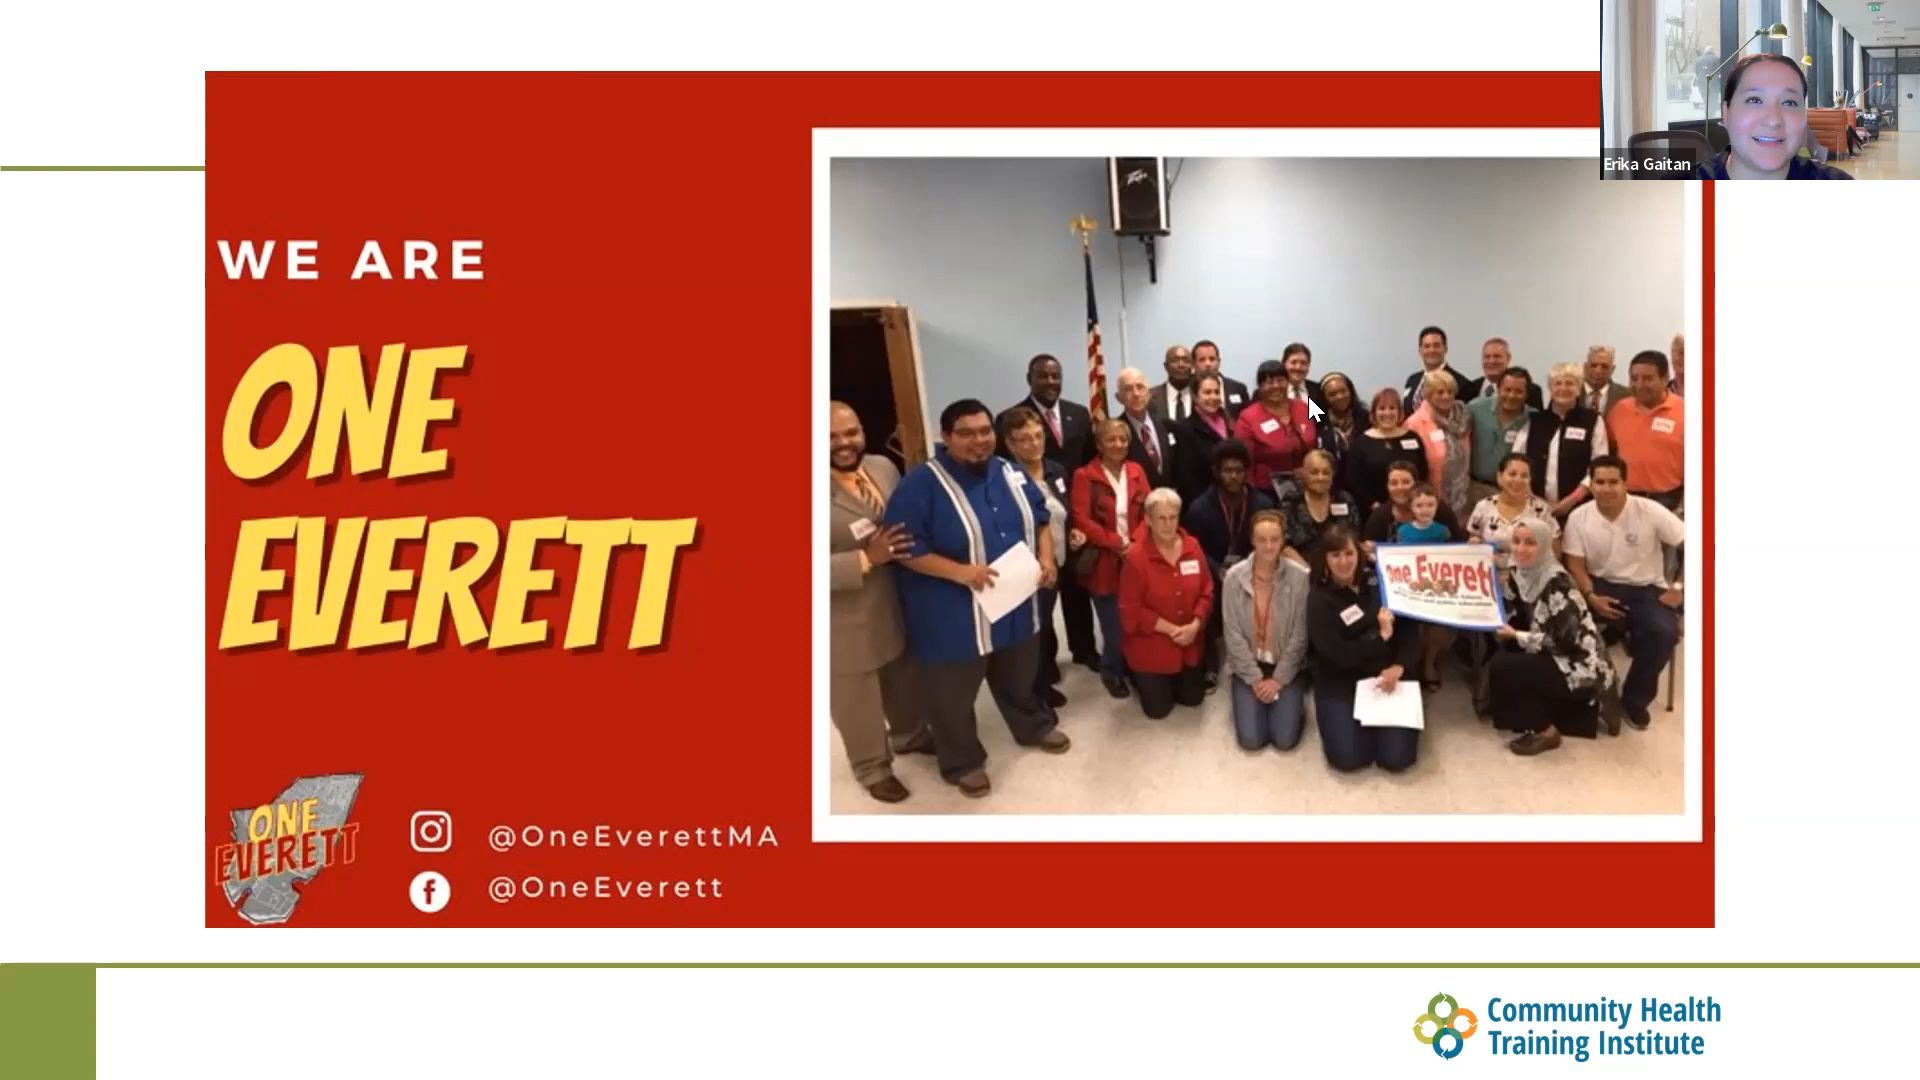 Erika Gaitan
WE ARE
ONE
EVERETT
One Everett
ONE
EVERETT
@OneEverettMA
@OneEverett
Community Health
Training Institute